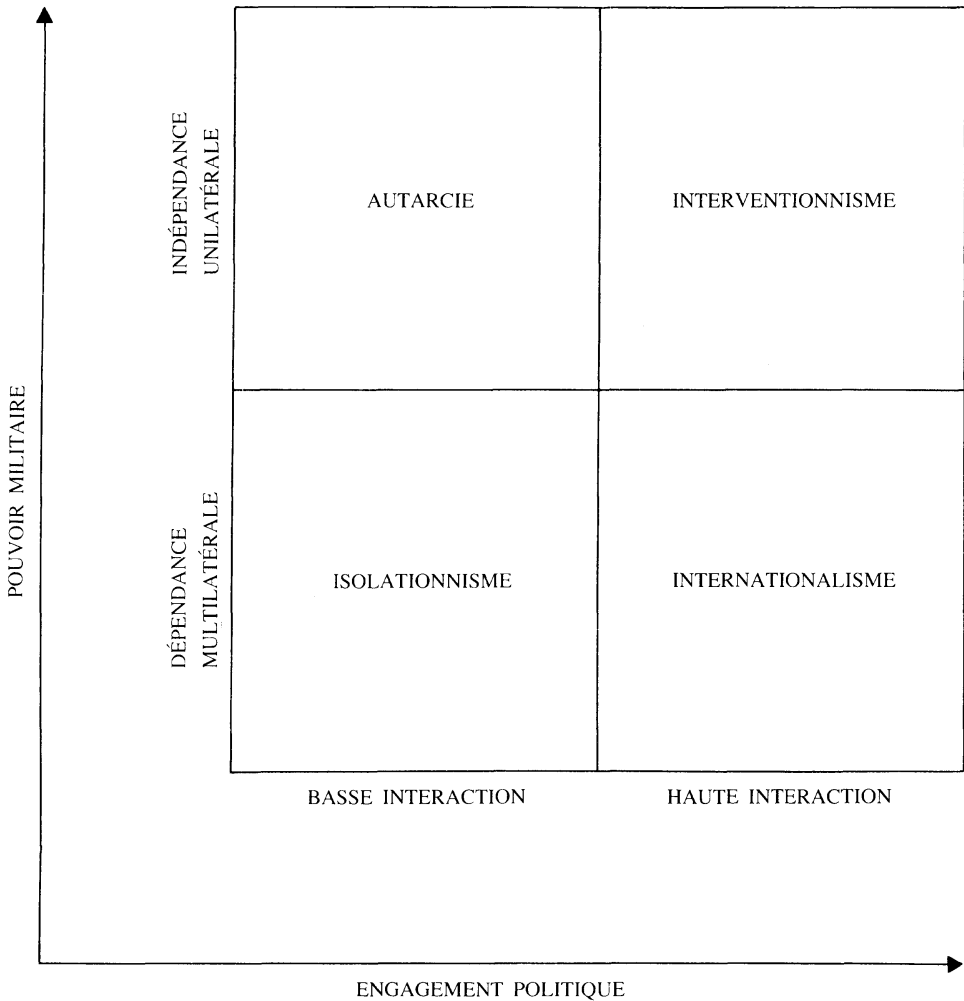 POUVOIR MILITAIRE
INDÉPENDANCE
UNILATÉRALE
AUTARCIE
INTERVENTIONNISME
DÉPENDANCE
MULTILATÉRALE
ISOLATIONNISME
INTERNATIONALISME
BASSE INTERACTION
HAUTE INTERACTION
ENGAGEMENT POLITIQUE